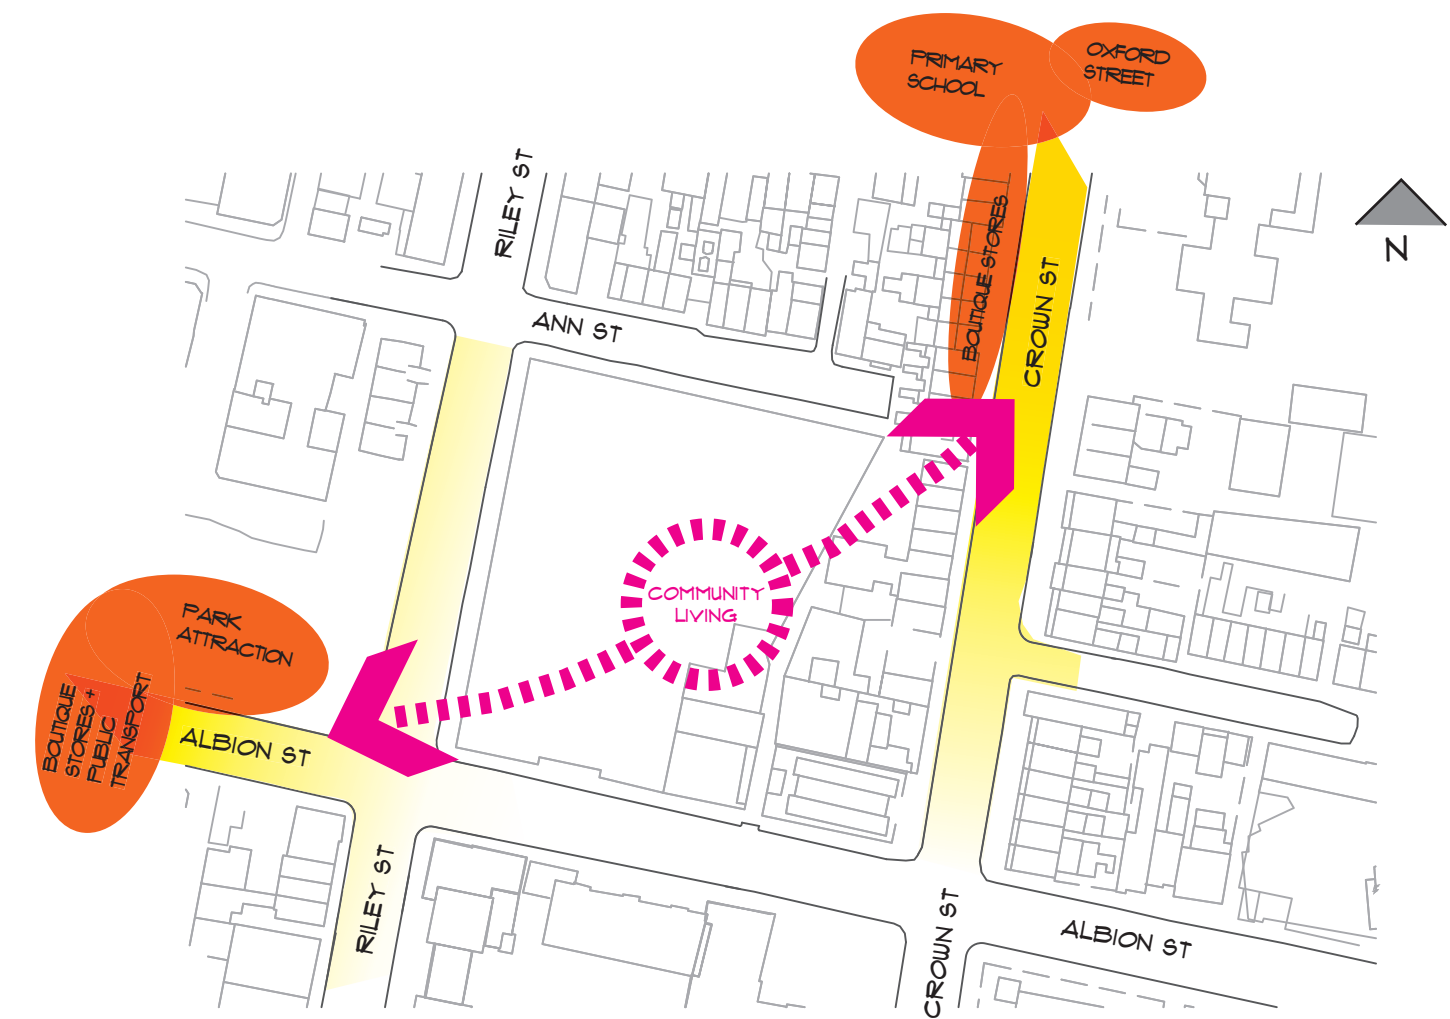 PRIMARY
SCHOOL
OXFORD
STREET
RILEY ST
BOUTIQUE STORES
CROWN ST
N
ANN ST
COMMUNITY
LIVING
PARK
ATTRACTION
BOUTIQUE
STORES +
PUBLIC
TRANSPORT
ALBION ST
RILEY ST
CROWN ST
ALBION ST